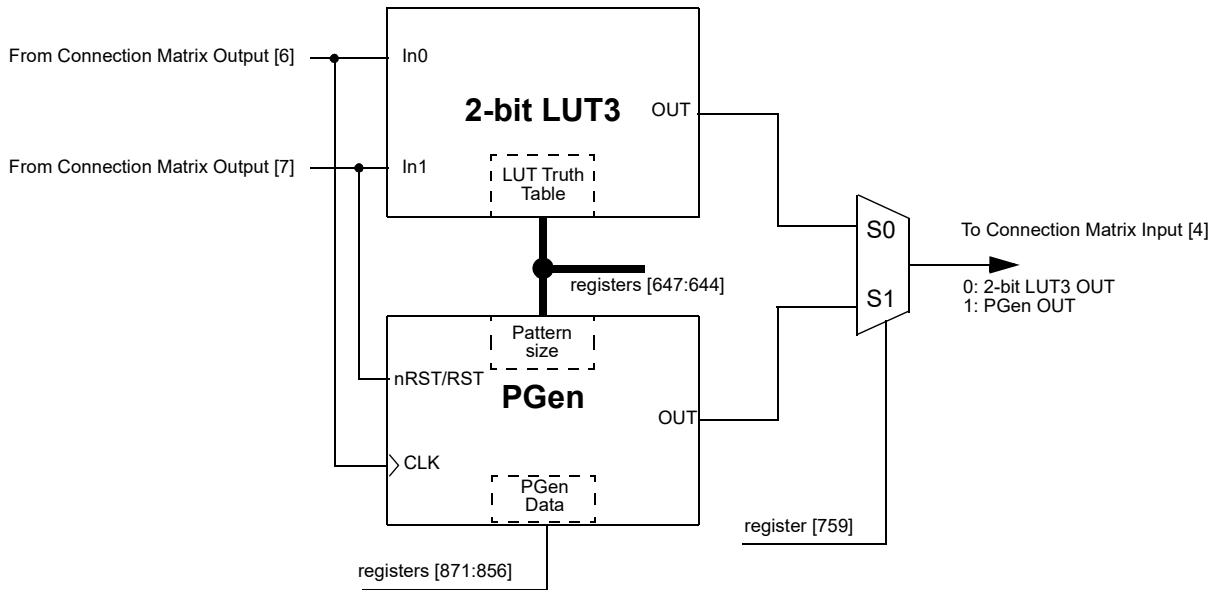 From Connection Matrix Output [6]
In0
2-bit LUT3
OUT
From Connection Matrix Output [7]
In1
LUT Truth
Table
S0
To Connection Matrix Input [4]
registers [647:644]
0: 2-bit LUT3 OUT
1: PGen OUT
S1
Pattern
size
nRST/RST
PGen
OUT
CLK
PGen
Data
register [759]
registers [871:856]